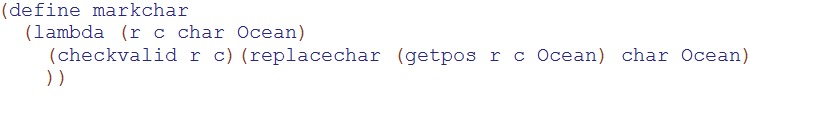 (define markchar
  (lambda (r c char Ocean)
    (checkvalid r c)(replacechar (getpos r c Ocean) char Ocean)
    ))